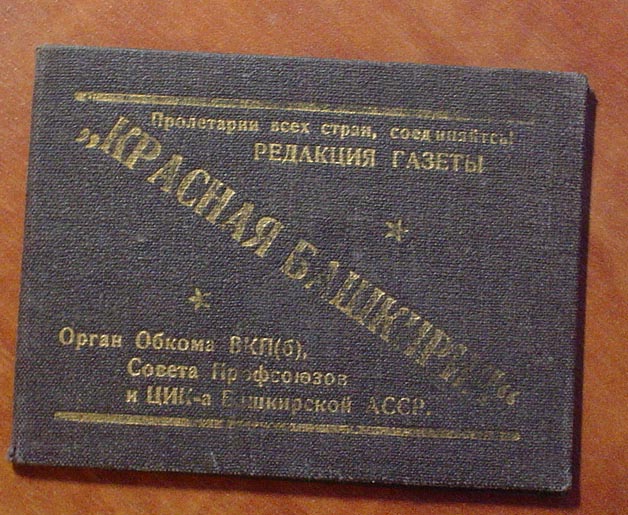 Пролетарии всех стран, соединяйтесь!
РЕДАКЦИЯ ГАЗЕТЫ
„КРАСНАЯ БАШКИРИЯ“
Орган Обкома ВКП(б),
Совета Профсоюзов
и ЦИК-а Башкирской АССР.